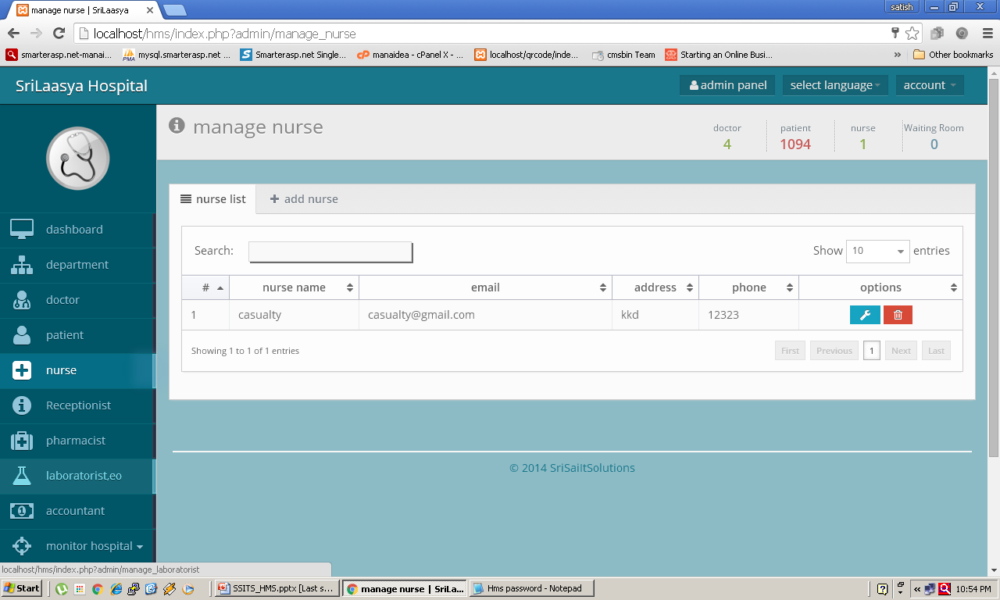 manage nurse | SriLaasya
satish
localhost/hms/index.php?admin/manage_nurse
smarterasp.net-manai... mysql.smarterasp.net ... Smarterasp.net Single... manaidea - cPanel X - ... localhost/qrcode/inde... cmsbin Team Starting an Online Busi... » Other bookmarks
SriLaasya Hospital admin panel select language account
manage nurse
doctor patient nurse Waiting Room
4 1094 1 0
nurse list add nurse
Search: Show 10 entries
# nurse name email address phone options
1 casualty casualty@gmail.com kkd 12323
Showing 1 to 1 of 1 entries First Previous 1 Next Last
dashboard
department
doctor
patient
nurse
Receptionist
pharmacist
laboratorist,eo
accountant
monitor hospital
© 2014 SriSaiItSolutions
localhost/hms/index.php?admin/manage_laboratorist
Start SSITS_HMS.pptx [Last s... manage nurse | SriLa... Hms password - Notepad « 10:54 PM